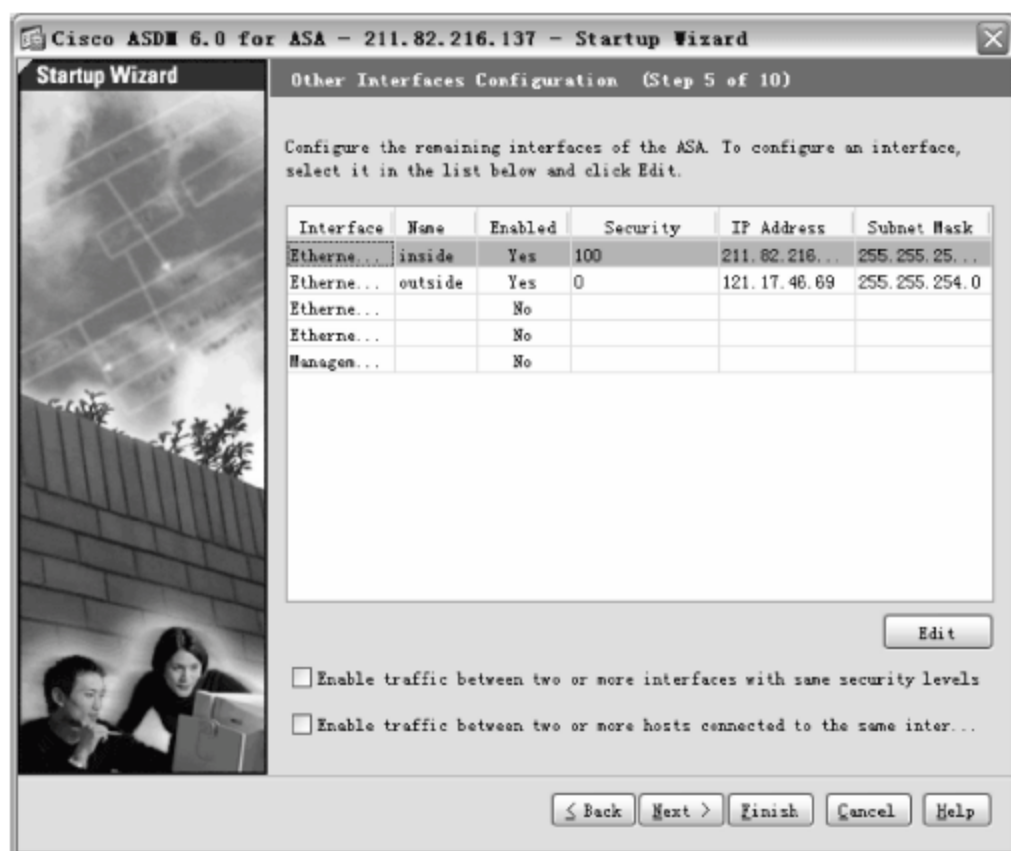 Cisco ASDM 6.0 for ASA - 211.82.216.137 - Startup Wizard
Startup Wizard
Other Interfaces Configuration (Step 5 of 10)
Configure the remaining interfaces of the ASA. To configure an interface,
select it in the list below and click Edit.
Interface Name Enabled Security IP Address Subnet Mask
Etherne... inside Yes 100 211.82.216... 255.255.25...
Etherne... outside Yes 0 121.17.46.69 255.255.254.0
Etherne... No
Etherne... No
Managem... No
Edit
Enable traffic between two or more interfaces with same security levels
Enable traffic between two or more hosts connected to the same inter...
< Back Next > Finish Cancel Help